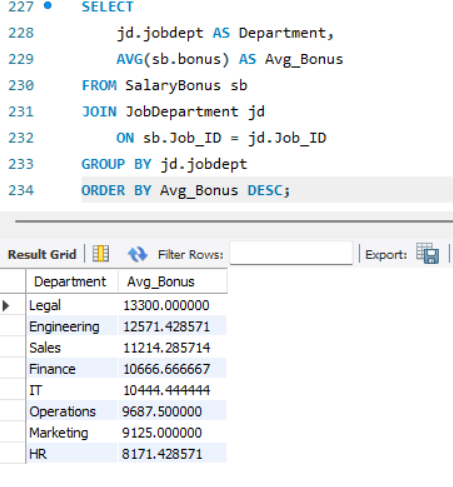 227 SELECT
228 jd.jobdept AS Department,
229 AVG(sb.bonus) AS Avg_Bonus
230 FROM SalaryBonus sb
231 JOIN JobDepartment jd
232 ON sb.Job_ID = jd.Job_ID
233 GROUP BY jd.jobdept
234 ORDER BY Avg_Bonus DESC;
Result Grid Filter Rows: Export:
Department Avg_Bonus
Legal 13300.000000
Engineering 12571.428571
Sales 11214.285714
Finance 10666.666667
IT 10444.444444
Operations 9687.500000
Marketing 9125.000000
HR 8171.428571